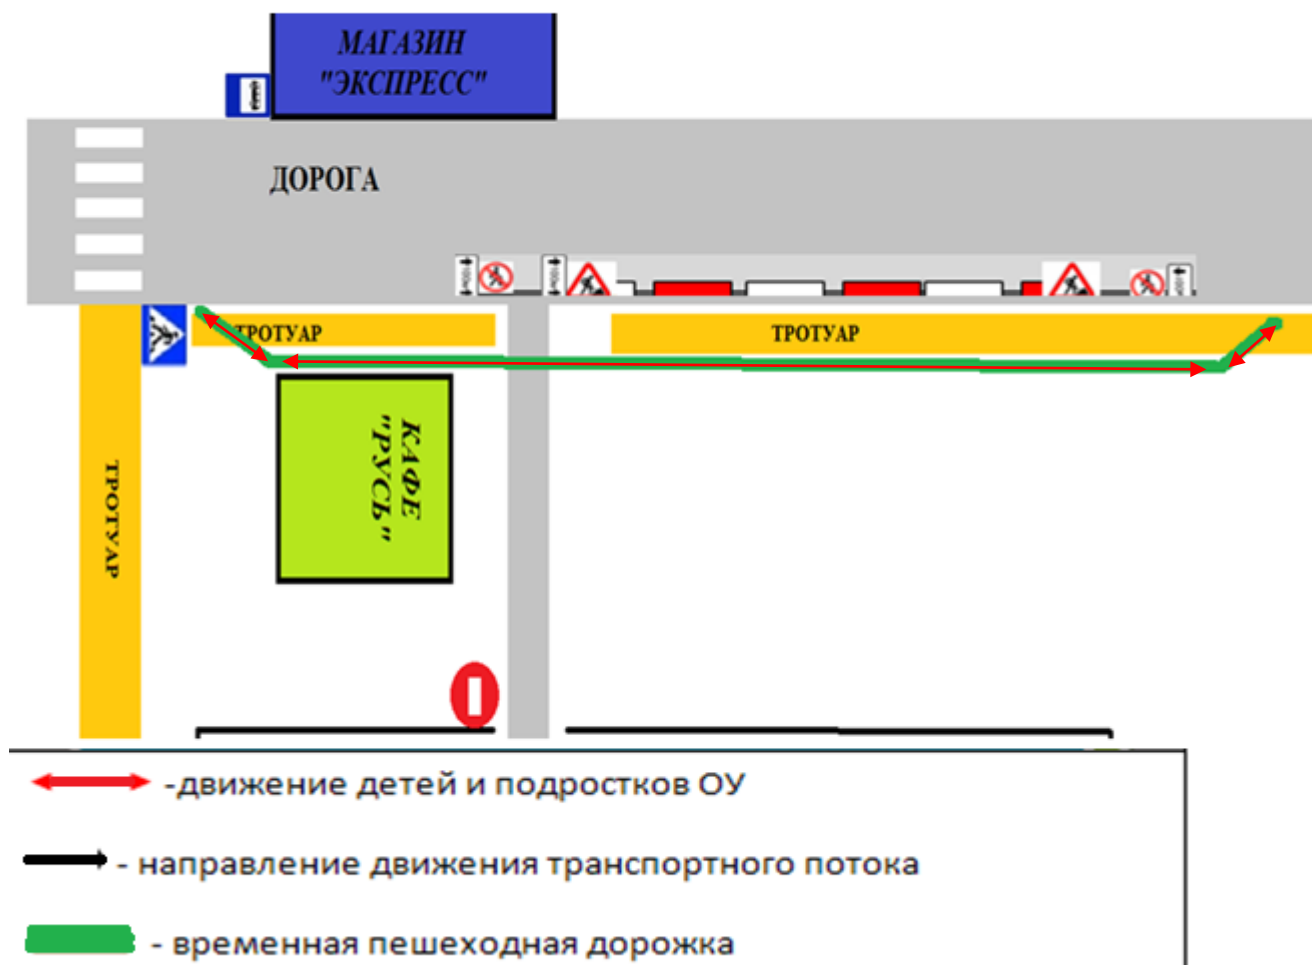 МАГАЗИН
"ЭКСПРЕСС"
ДОРОГА
ТРОТУАР
ТРОТУАР
КАФЕ
"РУСЬ"
ТРОТУАР
-движение детей и подростков ОУ
- направление движения транспортного потока
- временная пешеходная дорожка